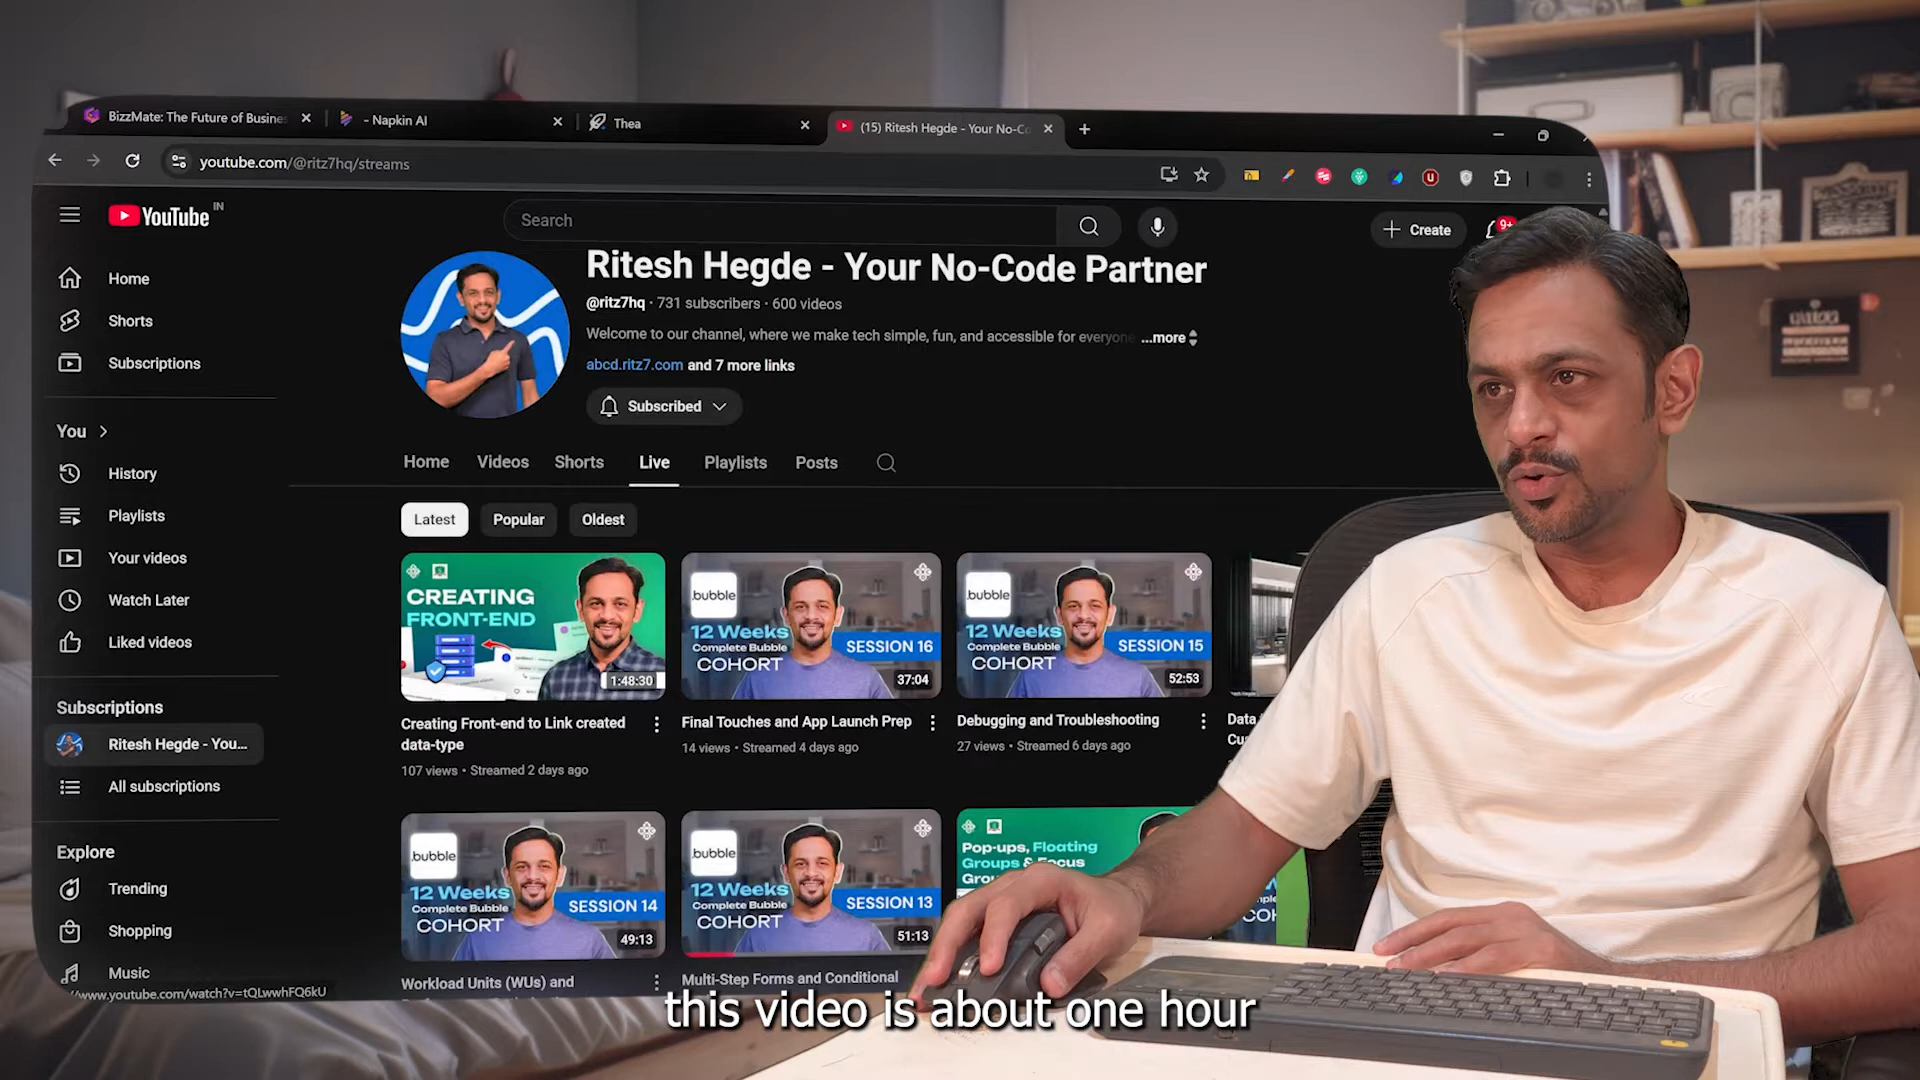 BizzMate: The Future of Busine
- Napkin AI
Thea
(15) Ritesh Hegde - Your No-Co
youtube.com/@ritz7hq/streams
YouTube IN
Search
Create
9+
Home
Shorts
Subscriptions
You
History
Playlists
Your videos
Watch Later
Liked videos
Subscriptions
Ritesh Hegde - You...
All subscriptions
Explore
Trending
Shopping
Music
Ritesh Hegde - Your No-Code Partner
@ritz7hq · 731 subscribers · 600 videos
Welcome to our channel, where we make tech simple, fun, and accessible for everyone ...more
abcd.ritz7.com and 7 more links
Subscribed
Home Videos Shorts Live Playlists Posts
Latest Popular Oldest
CREATING
FRONT-END
1:48:30
Creating Front-end to Link created
data-type
107 views • Streamed 2 days ago
.bubble
12 Weeks
Complete Bubble
COHORT
SESSION 16
37:04
Final Touches and App Launch Prep
14 views • Streamed 4 days ago
.bubble
12 Weeks
Complete Bubble
COHORT
SESSION 15
52:53
Debugging and Troubleshooting
27 views • Streamed 6 days ago
Data
Cu
.bubble
12 Weeks
Complete Bubble
COHORT
SESSION 14
49:13
Workload Units (WUs) and
.bubble
12 Weeks
Complete Bubble
COHORT
SESSION 13
51:13
Multi-Step Forms and Conditional
Pop-ups, Floating
Groups & Focus
Grou
COH
//www.youtube.com/watch?v=tQLwwhFQ6kU
this video is about one hour